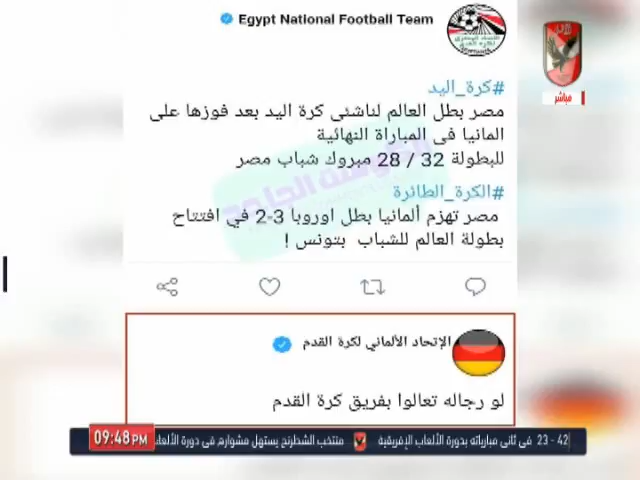 Egypt National Football Team
#كرة_اليد
مصر بطل العالم لناشئى كرة اليد بعد فوزها على
المانيا فى المباراة النهائية
للبطولة 32 / 28 مبروك شباب مصر
#الكرة_الطائرة
مصر تهزم ألمانيا بطل اوروبا 3-2 في افتتاح
بطولة العالم للشباب بتونس !
الإتحاد الألماني لكرة القدم
لو رجاله تعالوا بفريق كرة القدم
مباشر
42 - 23 فى ثانى مبارياته بدورة الألعاب الإفريقية
منتخب الشطرنج يستهل مشواره فى دورة الألعاب
09:48 PM